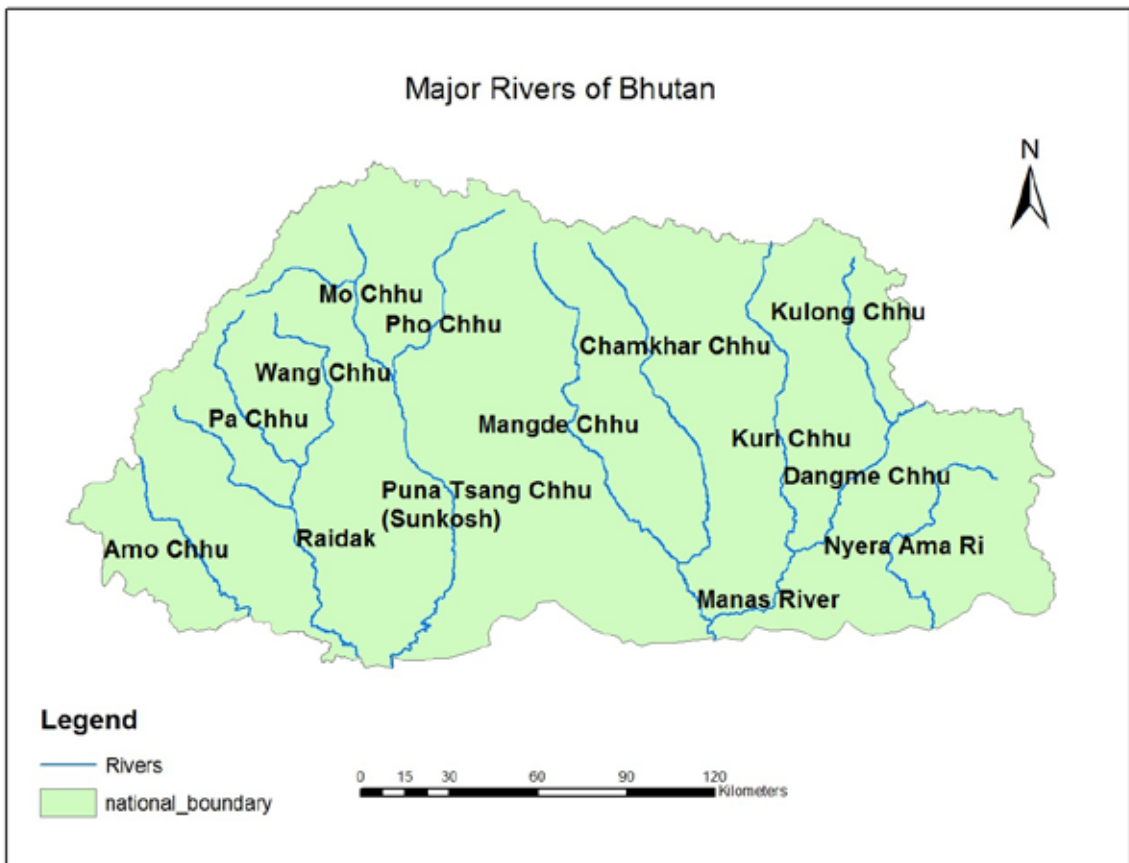 Major Rivers of Bhutan
N
Mo Chhu
Kulong Chhu
Pho Chhu
Chamkhar Chhu
Wang Chhu
Pa Chhu
Mangde Chhu
Kurl Chhu
Dangme Chhu
Puna Tsang Chhu
(Sunkosh)
Raidak
Amo Chhu
Nyera Ama Ri
Manas River
Legend
Rivers
national_boundary
0 15 30 60 90 120
Kilometers